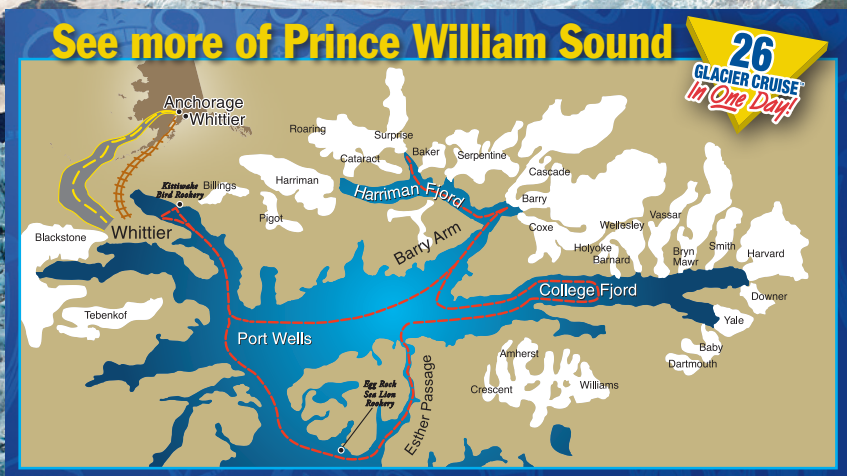 See more of Prince William Sound
26
GLACIER CRUISE™
In One Day!
Anchorage
Whittier
Roaring
Surprise
Cataract
Baker
Serpentine
Cascade
Kittiwake
Bird Rookery
Billings
Harriman
Harriman Fjord
Barry
Pigot
Coxe
Wellesley
Vassar
Holyoke
Barnard
Bryn
Mawr
Smith
Harvard
Blackstone
Whittier
Barry Arm
College Fjord
Downer
Tebenkof
Yale
Port Wells
Baby
Dartmouth
Amherst
Crescent
Williams
Egg Rock
Sea Lion
Rookery
Esther Passage